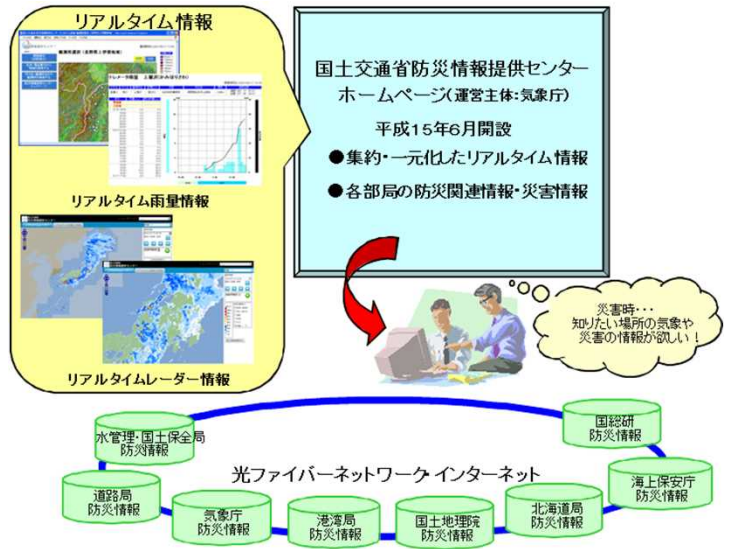 リアルタイム情報
リアルタイム雨量情報
リアルタイムレーダー情報
国土交通省防災情報提供センター
ホームページ(運営主体:気象庁)
平成15年6月開設
●集約・一元化したリアルタイム情報
●各部局の防災関連情報・災害情報
災害時・・・
知りたい場所の気象や
災害の情報が欲しい!
水管理・国土保全局
防災情報
国総研
防災情報
光ファイバーネットワーク・インターネット
道路局
防災情報
気象庁
防災情報
港湾局
防災情報
国土地理院
防災情報
北海道局
防災情報
海上保安庁
防災情報